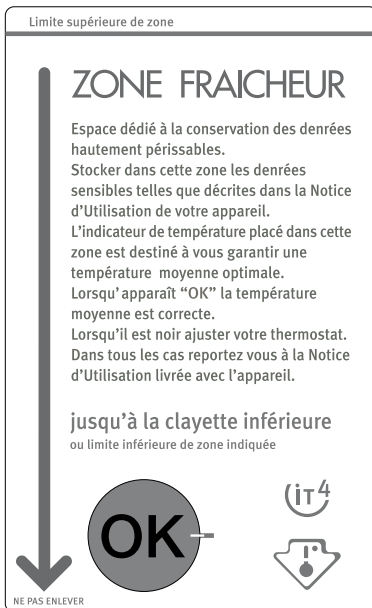 Limite supérieure de zone
ZONE FRAICHEUR
Espace dédié à la conservation des denrées
hautement périssables.
Stocker dans cette zone les denrées
sensibles telles que décrites dans la Notice
d'Utilisation de votre appareil.
L'indicateur de température placé dans cette
zone est destiné à vous garantir une
température moyenne optimale.
Lorsqu'apparaît “OK” la température
moyenne est correcte.
Lorsqu'il est noir ajuster votre thermostat.
Dans tous les cas reportez vous à la Notice
d'Utilisation livrée avec l'appareil.
jusqu'à la clayette inférieure
ou limite inférieure de zone indiquée
iT4
OK
NE PAS ENLEVER